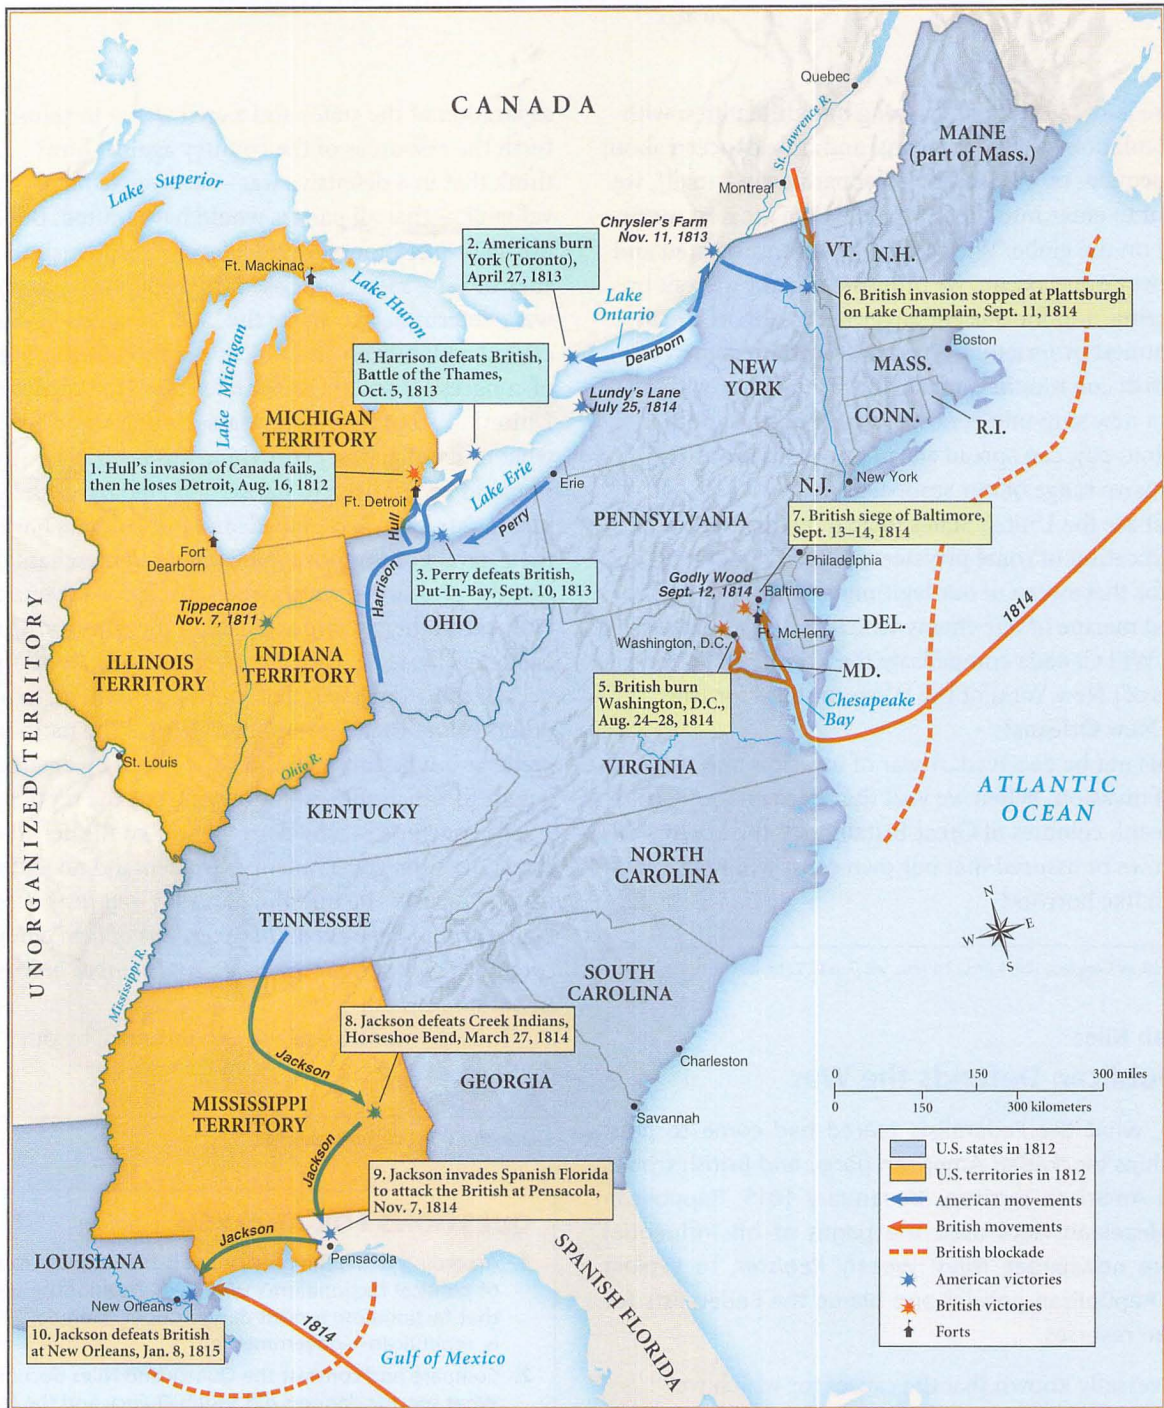 CANADA
Quebec
St. Lawrence R.
MAINE
(part of Mass.)
Lake Superior
Montreal
Chrysler's Farm
Nov. 11, 1813
VT.
N.H.
2. Americans burn
York (Toronto),
April 27, 1813
Ft. Mackinac
Lake Huron
Lake
Ontario
6. British invasion stopped at Plattsburgh
on Lake Champlain, Sept. 11, 1814
Lake Michigan
Dearborn
Boston
4. Harrison defeats British,
Battle of the Thames,
Oct. 5, 1813
NEW
YORK
MASS.
Lundy's Lane
July 25, 1814
CONN.
R.I.
MICHIGAN
TERRITORY
1. Hull's invasion of Canada fails,
then he loses Detroit, Aug. 16, 1812
Lake Erie
Erie
N.J.
New York
Ft. Detroit
Hull
Perry
PENNSYLVANIA
7. British siege of Baltimore,
Sept. 13–14, 1814
Fort
Dearborn
Philadelphia
3. Perry defeats British,
Put-In-Bay, Sept. 10, 1813
Godly Wood
Sept. 12, 1814
Baltimore
Harrison
Tippecanoe
Nov. 7, 1811
OHIO
DEL.
1814
Washington, D.C.
Ft. McHenry
UNORGANIZED TERRITORY
ILLINOIS
TERRITORY
INDIANA
TERRITORY
MD.
5. British burn
Washington, D.C.,
Aug. 24–28, 1814
Chesapeake
Bay
St. Louis
Ohio R.
VIRGINIA
ATLANTIC
OCEAN
KENTUCKY
NORTH
CAROLINA
N
W
E
S
TENNESSEE
Mississippi R.
SOUTH
CAROLINA
8. Jackson defeats Creek Indians,
Horseshoe Bend, March 27, 1814
Jackson
Charleston
GEORGIA
0 150 300 miles
0 150 300 kilometers
MISSISSIPPI
TERRITORY
Savannah
Jackson
9. Jackson invades Spanish Florida
to attack the British at Pensacola,
Nov. 7, 1814
U.S. states in 1812
U.S. territories in 1812
American movements
British movements
British blockade
American victories
British victories
Forts
Jackson
Pensacola
LOUISIANA
SPANISH FLORIDA
New Orleans
1814
10. Jackson defeats British
at New Orleans, Jan. 8, 1815
Gulf of Mexico